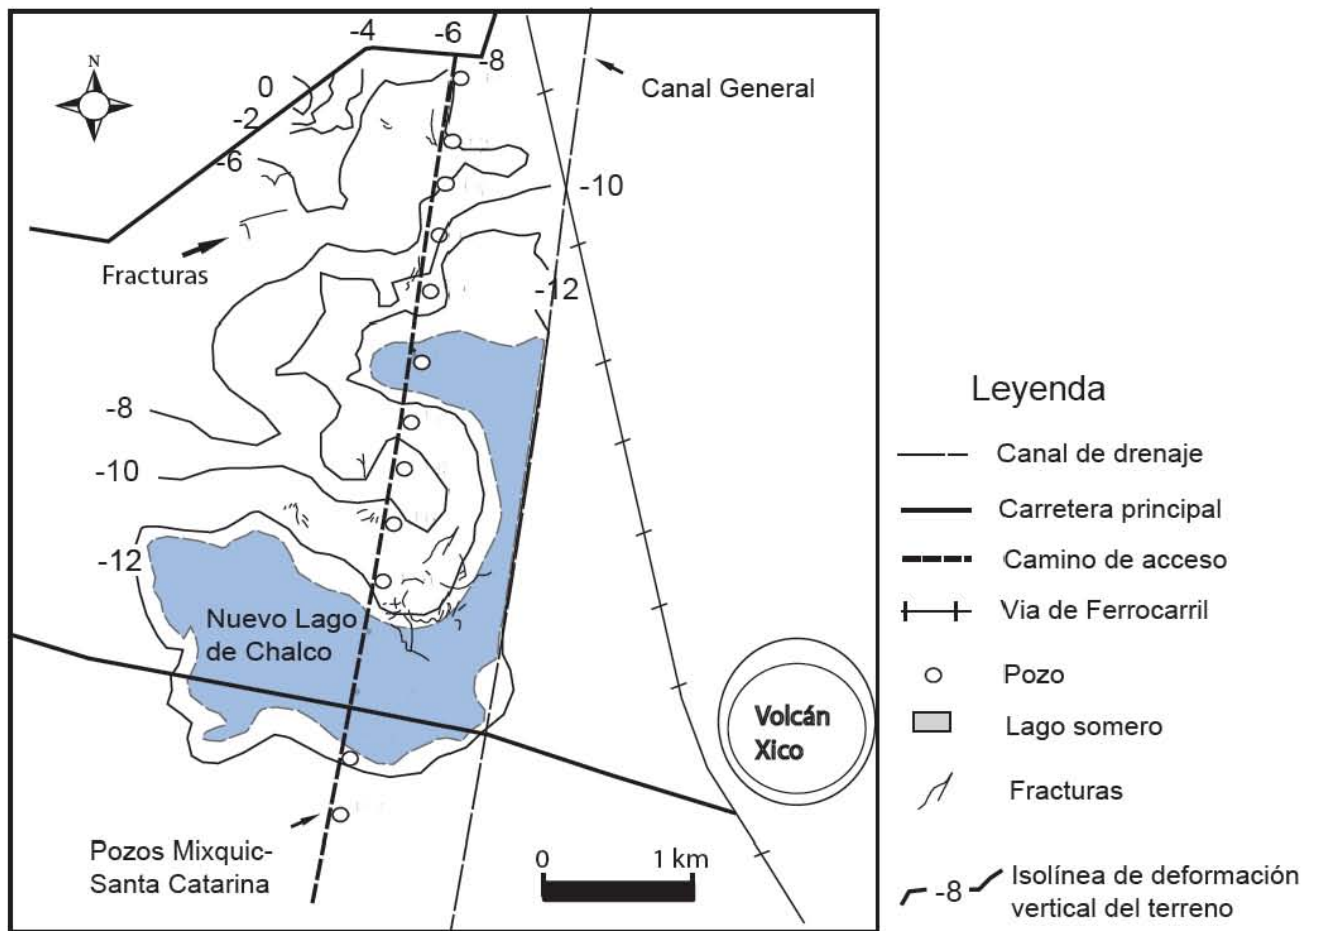 -4
-6
-8
N
Canal General
0
-2
-6
-10
Fracturas
-12
-8
-10
-12
Nuevo Lago
de Chalco
Volcán
Xico
Pozos Mixquic-
Santa Catarina
0
1 km
Leyenda
Canal de drenaje
Carretera principal
Camino de acceso
Via de Ferrocarril
Pozo
Lago somero
Fracturas
-8
Isolínea de deformación
vertical del terreno